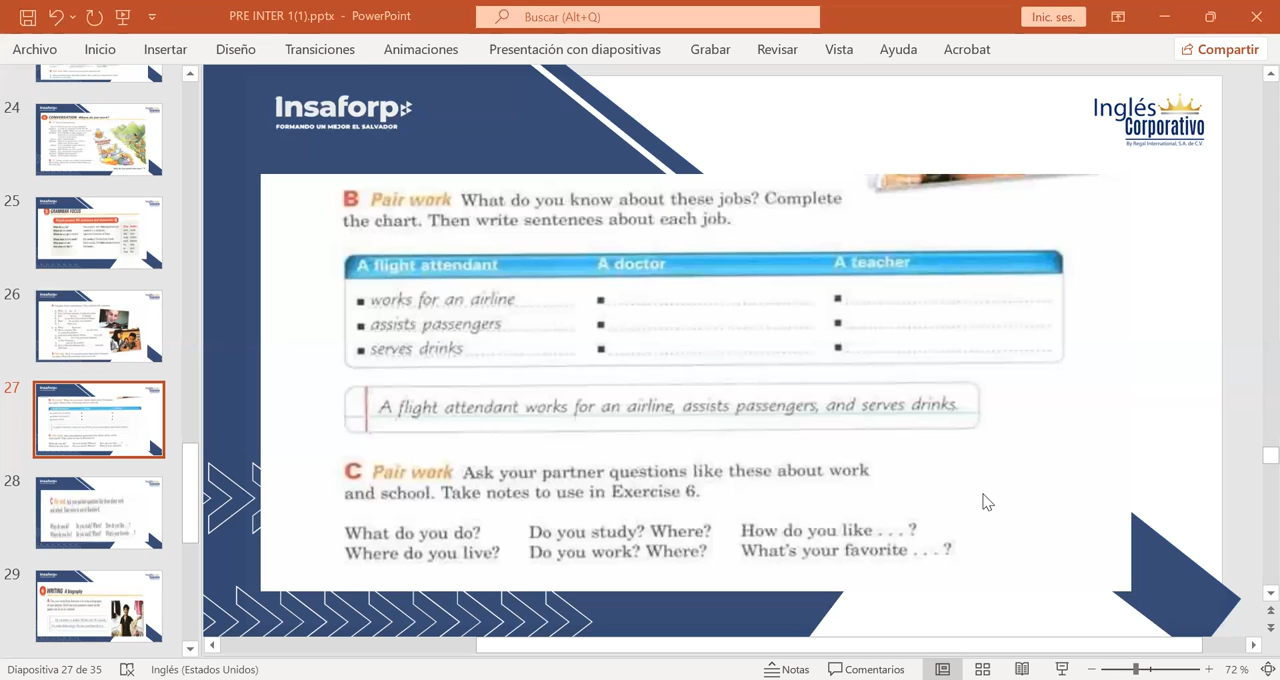 PRE INTER 1(1).pptx - PowerPoint
Buscar (Alt+Q)
Inic. ses.
Archivo Inicio Insertar Diseño Transiciones Animaciones Presentación con diapositivas Grabar Revisar Vista Ayuda Acrobat
Compartir
24
25
26
27
28
29
Insaforp
FORMANDO UN MEJOR EL SALVADOR
Inglés
Corporativo
By Regal International, S.A. de C.V.
B Pair work What do you know about these jobs? Complete
the chart. Then write sentences about each job.
A flight attendant A doctor A teacher
works for an airline
assists passengers
serves drinks
A flight attendant works for an airline, assists passengers, and serves drinks.
C Pair work Ask your partner questions like these about work
and school. Take notes to use in Exercise 6.
What do you do? Do you study? Where? How do you like . . . ?
Where do you live? Do you work? Where? What's your favorite . . . ?
Diapositiva 27 de 35 Inglés (Estados Unidos) Notas Comentarios 72 %